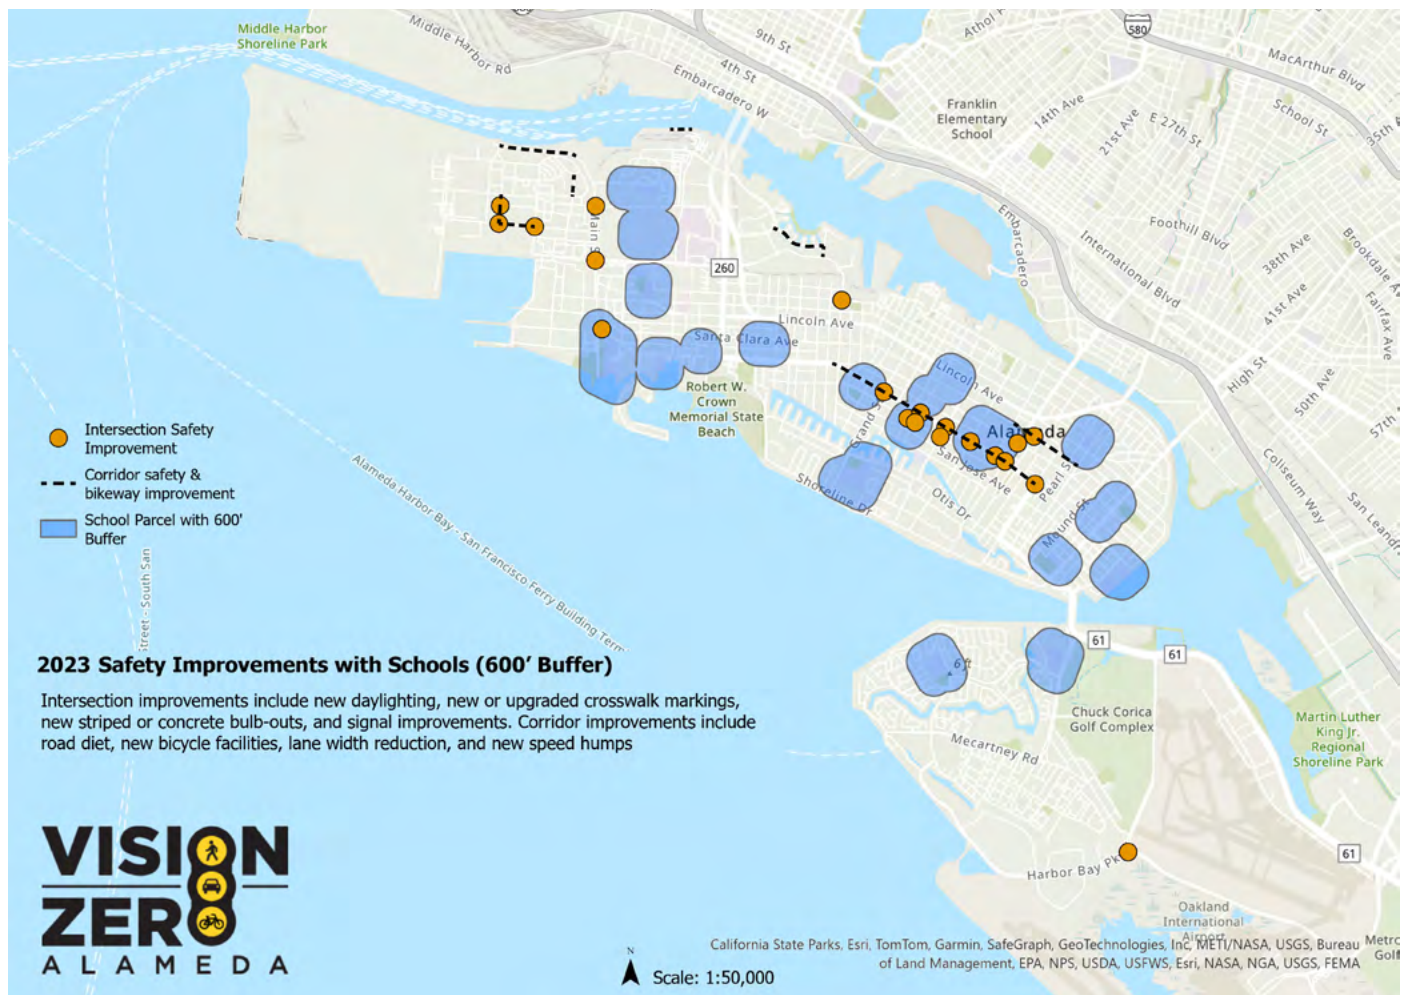 Middle Harbor
Shoreline Park
Middle Harbor Rd
9th St
4th St
Embarcadero W
580
MacArthur Blvd
School St
Franklin
Elementary
School
14th Ave
21st Ave
E 27th St
Embarcadero
Foothill Blvd
International Blvd
38th Ave
41st Ave
Fairfax Ave
High St
50th Ave
Coliseum Way
260
Lincoln Ave
Santa Clara Ave
Robert W.
Crown
Memorial State
Beach
Lincoln Ave
Alameda
San Jose Ave
Otis Dr
Shoreline Dr
Mound St
Intersection Safety
Improvement
Corridor safety &
bikeway improvement
School Parcel with 600'
Buffer
Alameda Harbor Bay - San Francisco Ferry Building Term
61
61
6 ft
2023 Safety Improvements with Schools (600' Buffer)
Intersection improvements include new daylighting, new or upgraded crosswalk markings,
new striped or concrete bulb-outs, and signal improvements. Corridor improvements include
road diet, new bicycle facilities, lane width reduction, and new speed humps
Chuck Corica
Golf Complex
Mecartney Rd
Martin Luther
King Jr.
Regional
Shoreline Park
61
Harbor Bay Pk
Oakland
International
Airport
VISION
ZERO
ALAMEDA
N
Scale: 1:50,000
California State Parks, Esri, TomTom, Garmin, SafeGraph, GeoTechnologies, Inc, METI/NASA, USGS, Bureau
of Land Management, EPA, NPS, USDA, USFWS, Esri, NASA, NGA, USGS, FEMA